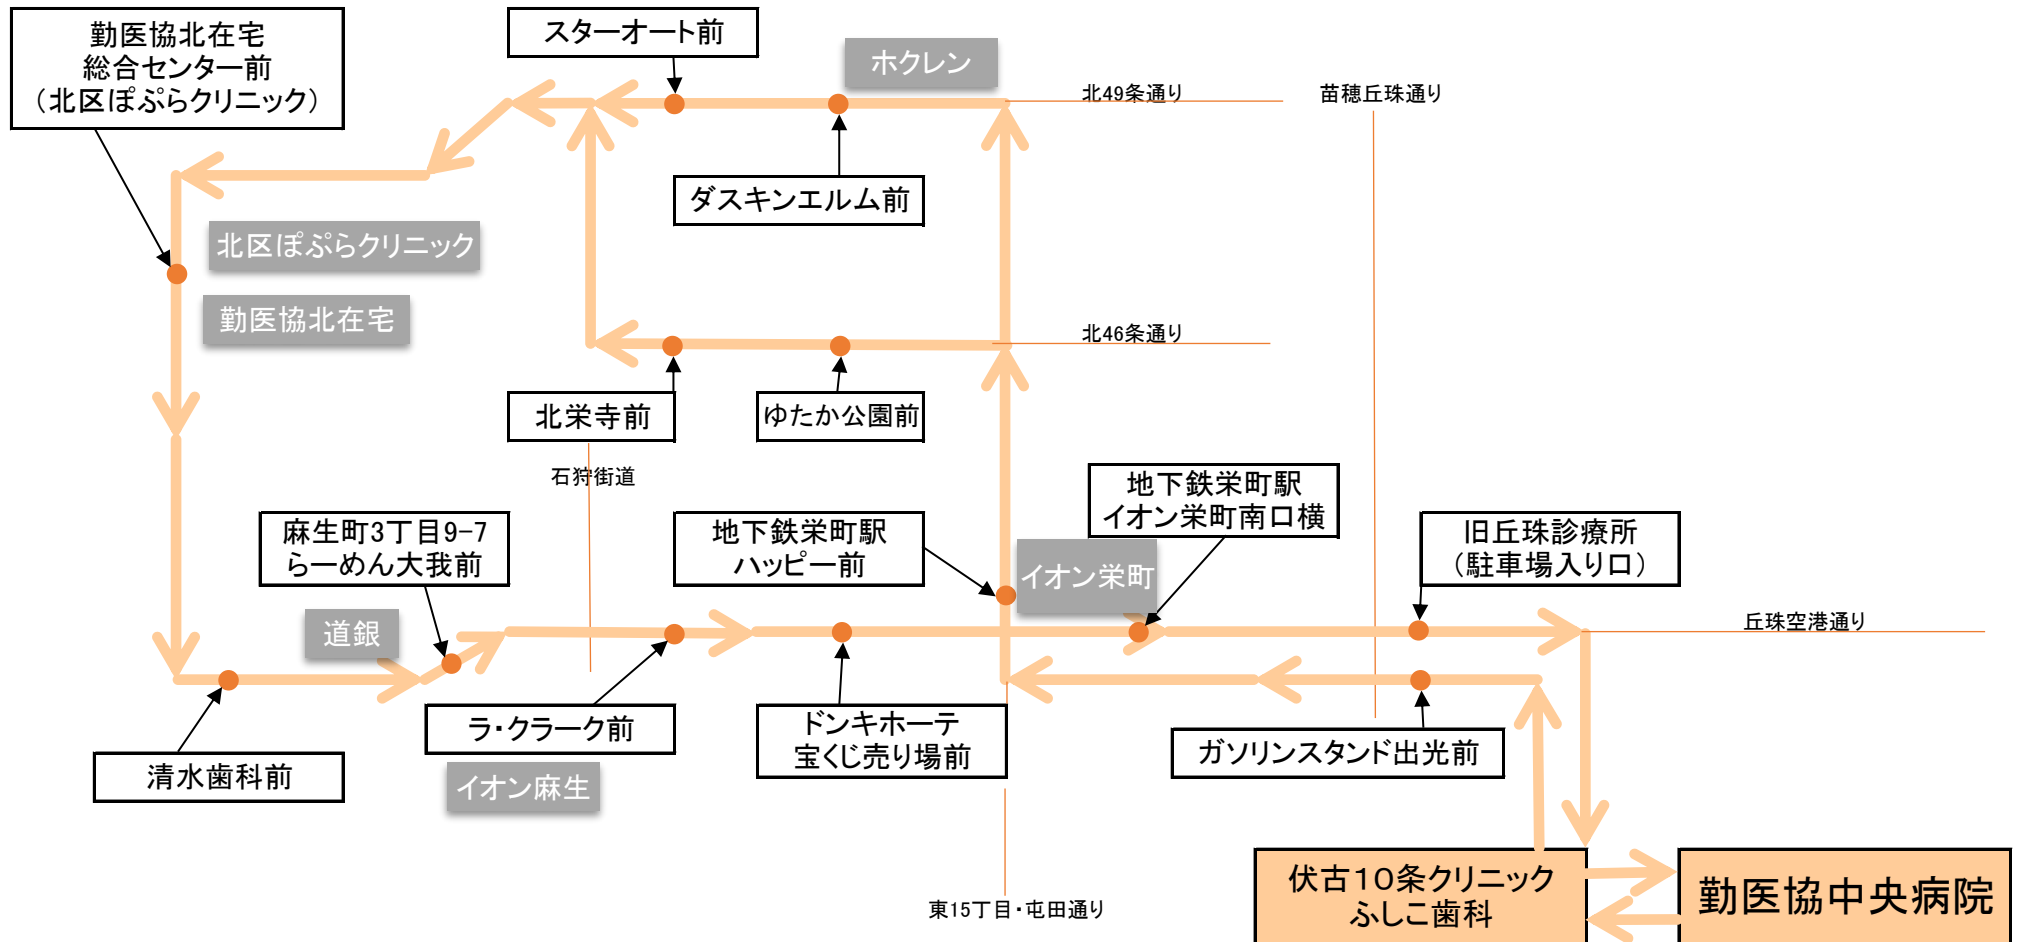 勤医協北在宅
総合センター前
（北区ぽぷらクリニック）
スターオート前
ホクレン
北49条通り
苗穂丘珠通り
ダスキンエルム前
北区ぽぷらクリニック
勤医協北在宅
北46条通り
北栄寺前
ゆたか公園前
石狩街道
地下鉄栄町駅
イオン栄町南口横
麻生町3丁目9-7
らーめん大我前
地下鉄栄町駅
ハッピー前
イオン栄町
旧丘珠診療所
（駐車場入り口）
道銀
丘珠空港通り
清水歯科前
ラ・クラーク前
イオン麻生
ドンキホーテ
宝くじ売り場前
ガソリンスタンド出光前
東15丁目・屯田通り
伏古１０条クリニック
ふしこ歯科
勤医協中央病院